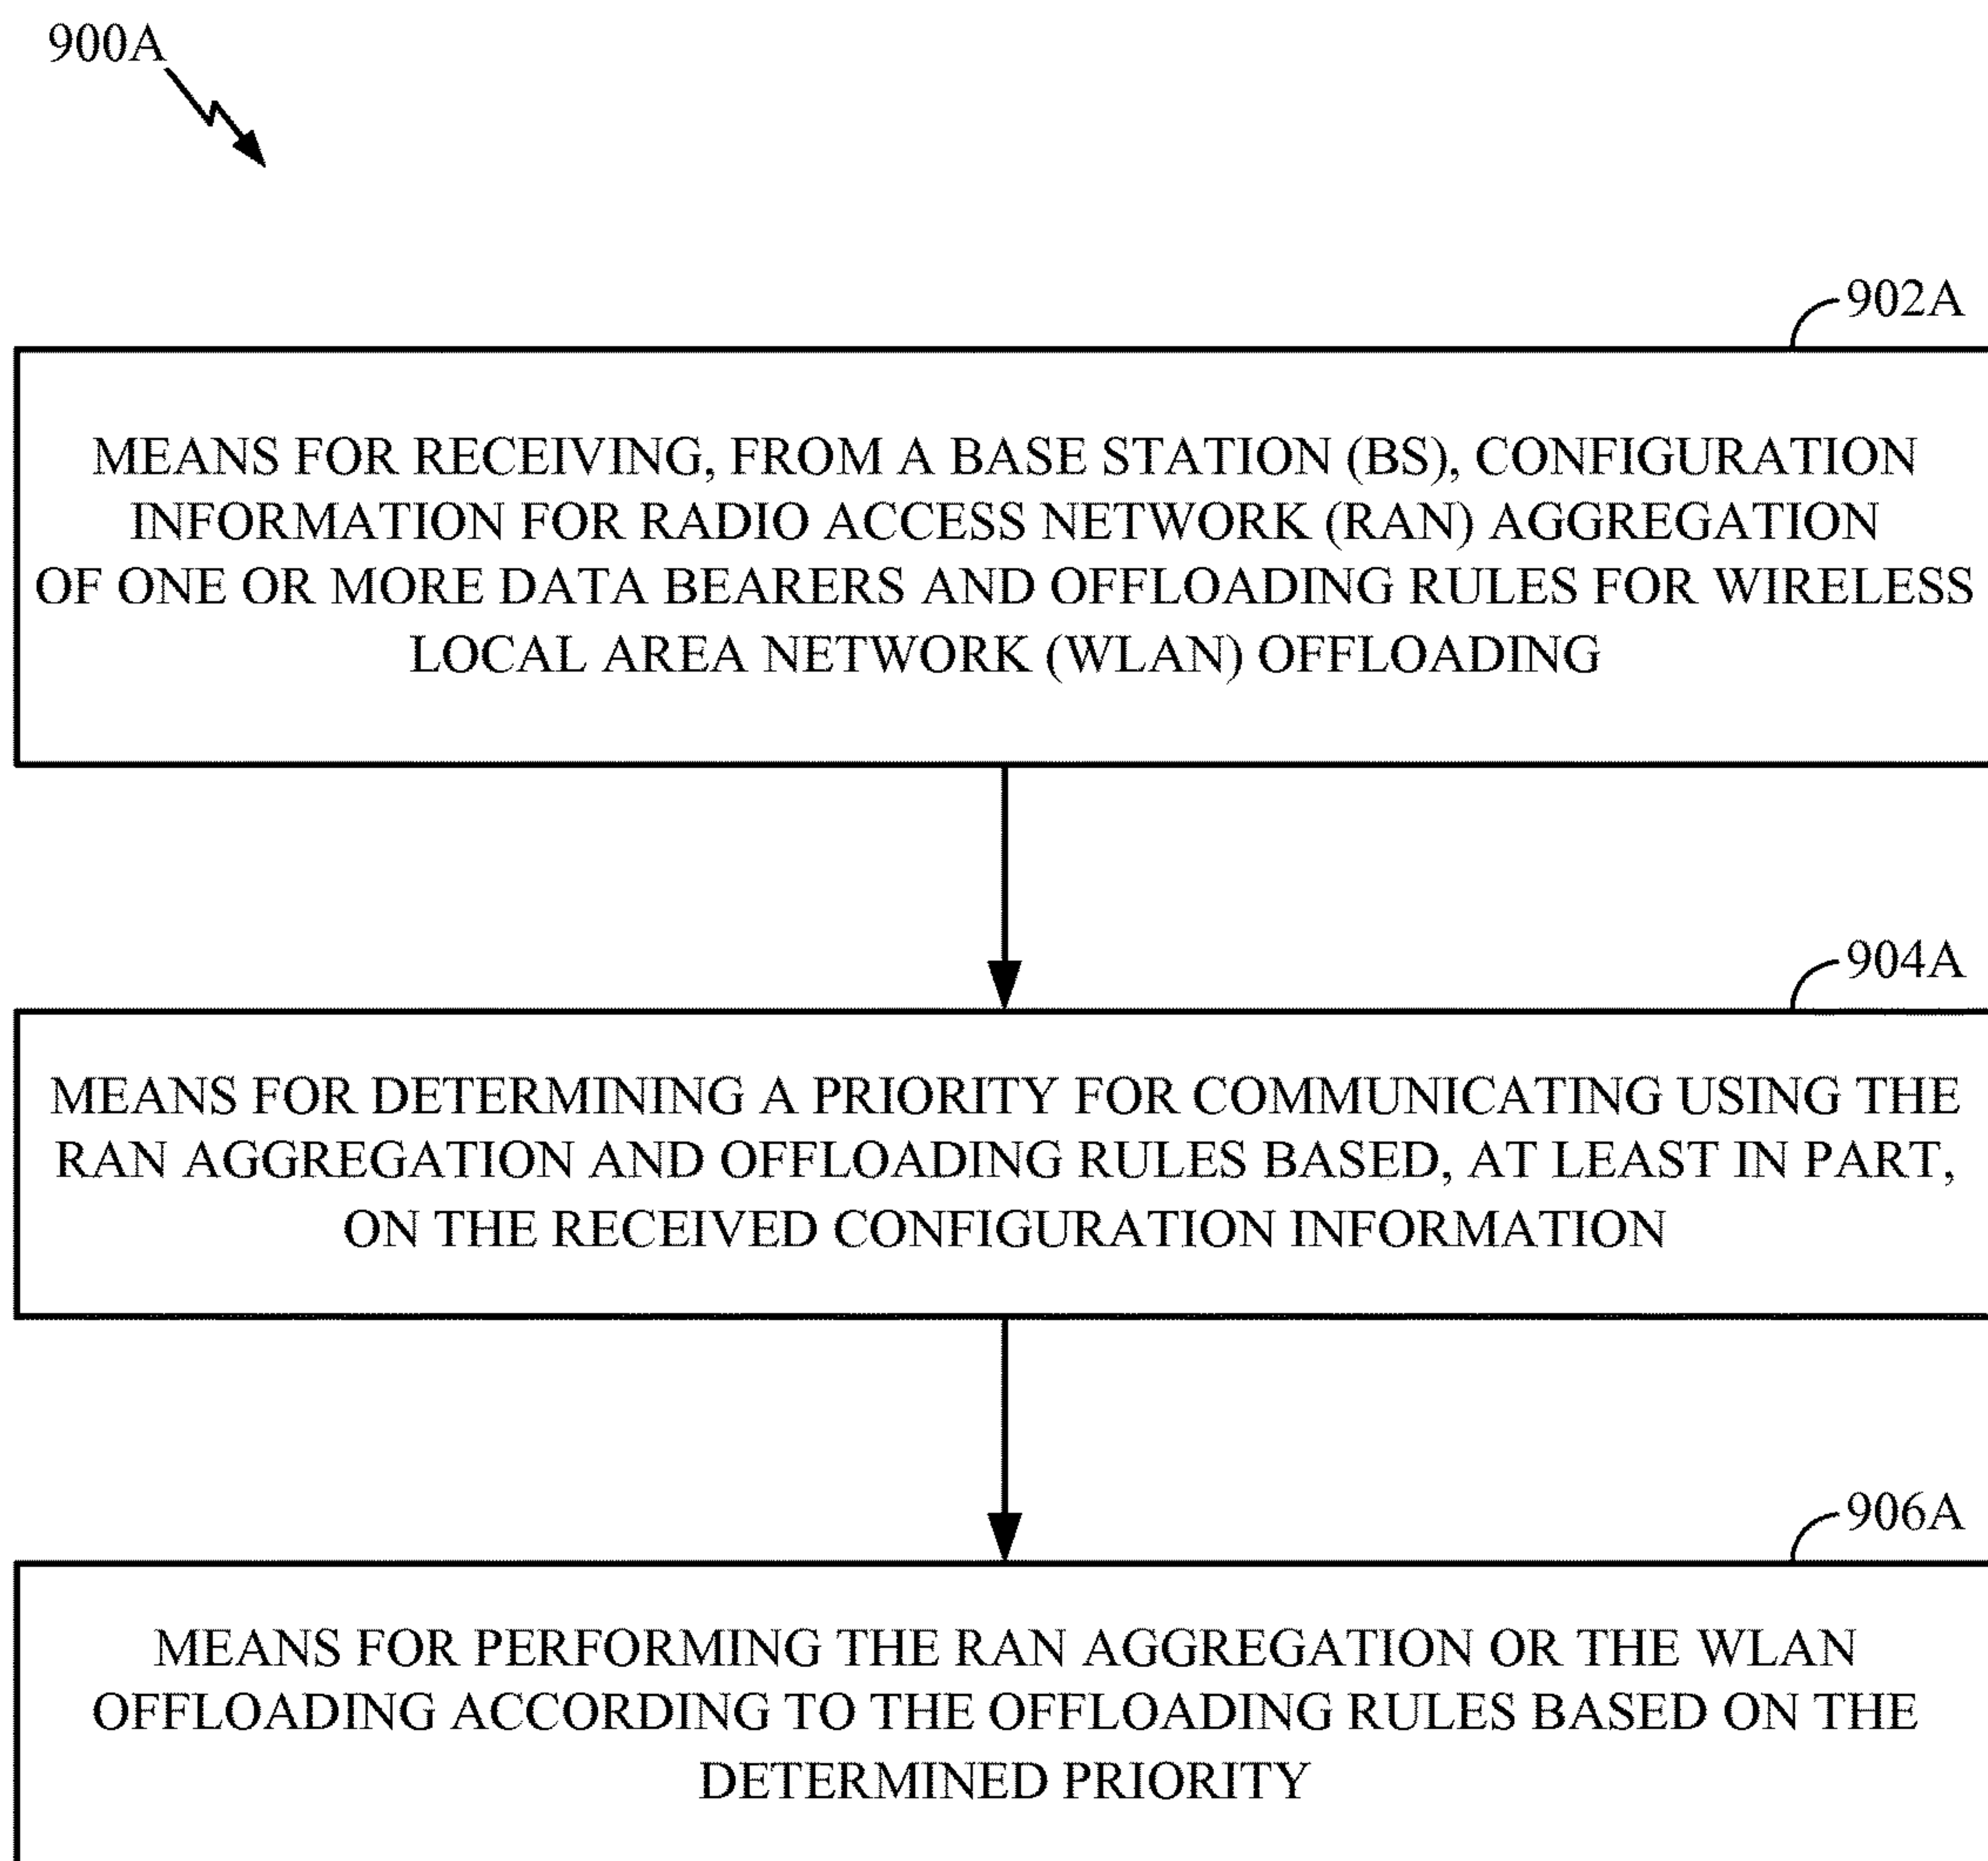 900A
902A
MEANS FOR RECEIVING, FROM A BASE STATION (BS), CONFIGURATION
INFORMATION FOR RADIO ACCESS NETWORK (RAN) AGGREGATION
OF ONE OR MORE DATA BEARERS AND OFFLOADING RULES FOR WIRELESS
LOCAL AREA NETWORK (WLAN) OFFLOADING
904A
MEANS FOR DETERMINING A PRIORITY FOR COMMUNICATING USING THE
RAN AGGREGATION AND OFFLOADING RULES BASED, AT LEAST IN PART,
ON THE RECEIVED CONFIGURATION INFORMATION
906A
MEANS FOR PERFORMING THE RAN AGGREGATION OR THE WLAN
OFFLOADING ACCORDING TO THE OFFLOADING RULES BASED ON THE
DETERMINED PRIORITY